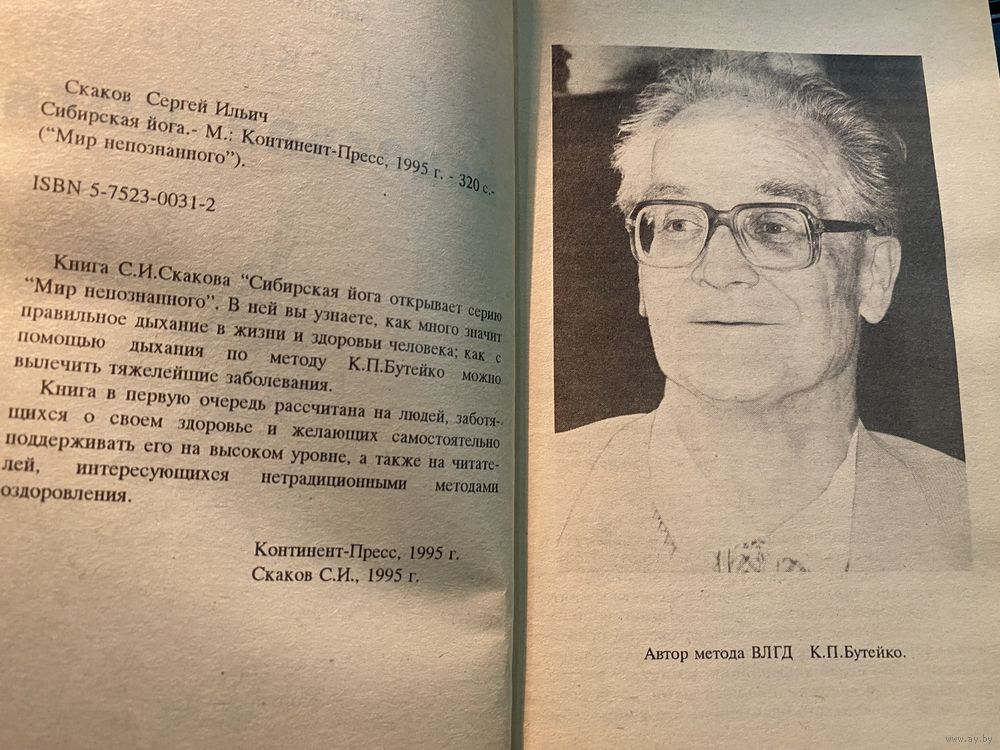 Скаков Сергей Ильич
Сибирская йога.- М.: Континент-Пресс, 1995 г. - 320 с.-
(“Мир непознанного”).
ISBN 5-7523-0031-2
Книга С.И.Скакова “Сибирская йога открывает серию
“Мир непознанного”. В ней вы узнаете, как много значит
правильное дыхание в жизни и здоровьи человека; как с
помощью дыхания по методу К.П.Бутейко можно
вылечить тяжелейшие заболевания.
Книга в первую очередь рассчитана на людей, заботя-
щихся о своем здоровье и желающих самостоятельно
поддерживать его на высоком уровне, а также на читате-
лей, интересующихся нетрадиционными методами
оздоровления.
Континент-Пресс, 1995 г.
Скаков С.И., 1995 г.
Автор метода ВЛГД К.П.Бутейко.
www.ay.by